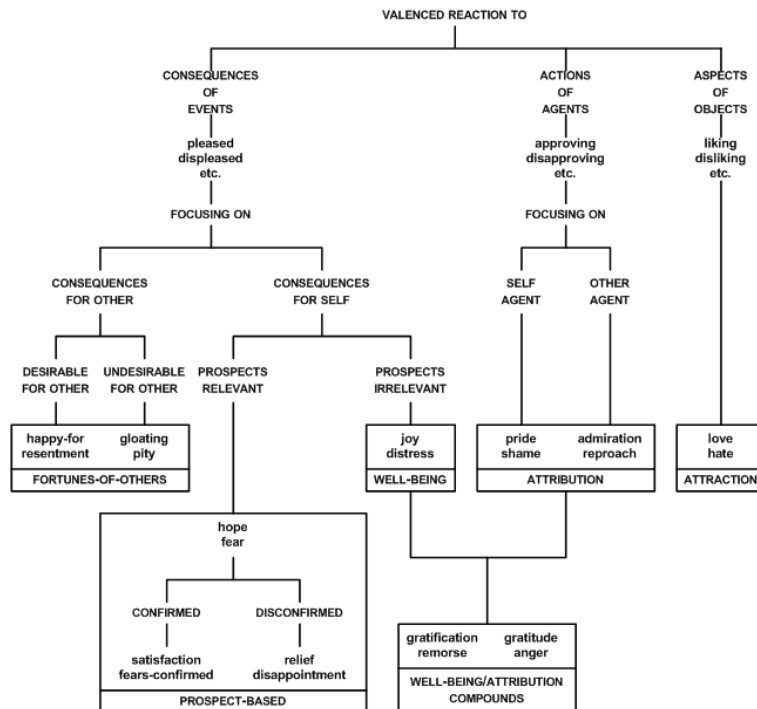 VALENCED REACTION TO
CONSEQUENCES
OF
EVENTS
ACTIONS
OF
AGENTS
ASPECTS
OF
OBJECTS
pleased
displeased
etc.
approving
disapproving
etc.
liking
disliking
etc.
FOCUSING ON
FOCUSING ON
CONSEQUENCES
FOR OTHER
CONSEQUENCES
FOR SELF
SELF
AGENT
OTHER
AGENT
DESIRABLE
FOR OTHER
UNDESIRABLE
FOR OTHER
PROSPECTS
RELEVANT
PROSPECTS
IRRELEVANT
happy-for
resentment
gloating
pity
FORTUNES-OF-OTHERS
joy
distress
WELL-BEING
pride
shame
admiration
reproach
ATTRIBUTION
love
hate
ATTRACTION
hope
fear
CONFIRMED
DISCONFIRMED
satisfaction
fears-confirmed
relief
disappointment
PROSPECT-BASED
gratification
remorse
gratitude
anger
WELL-BEING/ATTRIBUTION
COMPOUNDS